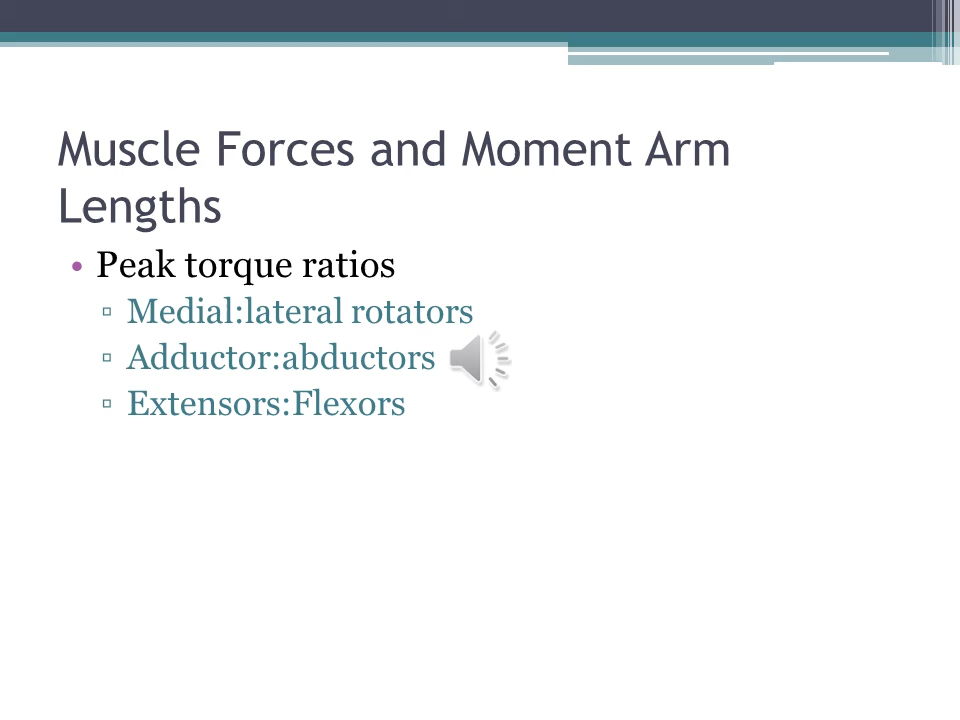 Muscle Forces and Moment Arm
Lengths
• Peak torque ratios
▫ Medial:lateral rotators
▫ Adductor:abductors
▫ Extensors:Flexors